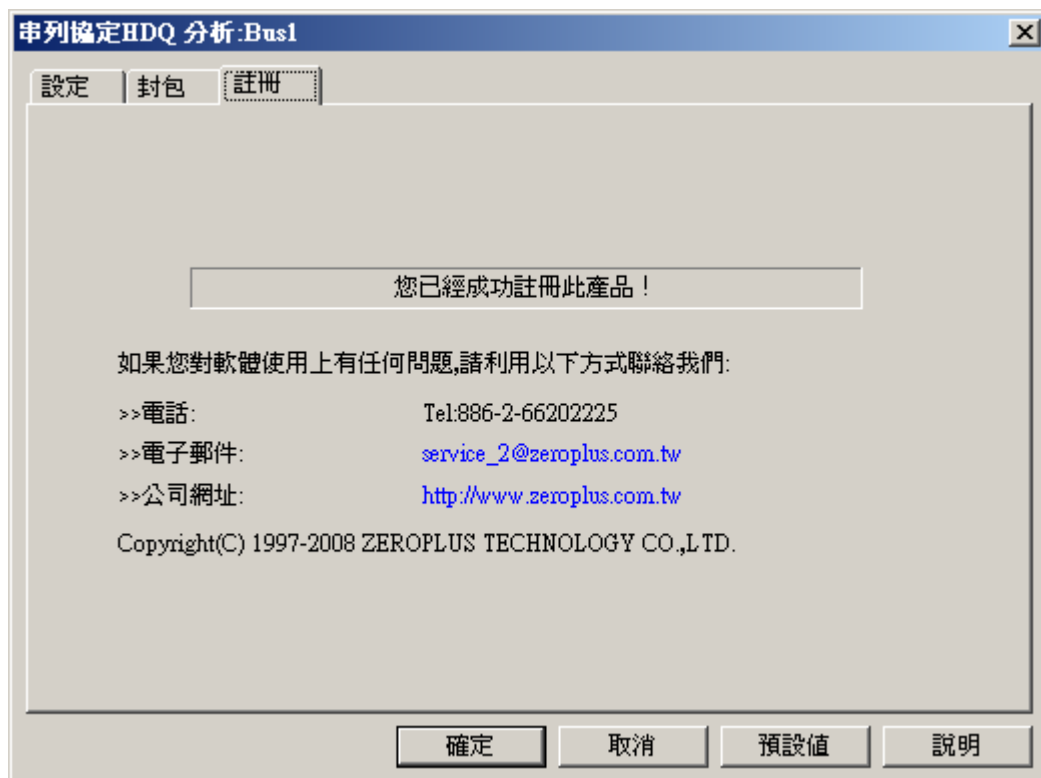 串列協定HDQ 分析:Bus1
設定 封包 註冊
您已經成功註冊此產品！
如果您對軟體使用上有任何問題,請利用以下方式聯絡我們:
>>電話: Tel:886-2-66202225
>>電子郵件: service_2@zeroplus.com.tw
>>公司網址: http://www.zeroplus.com.tw
Copyright(C) 1997-2008 ZEROPLUS TECHNOLOGY CO.,LTD.
確定 取消 預設值 說明